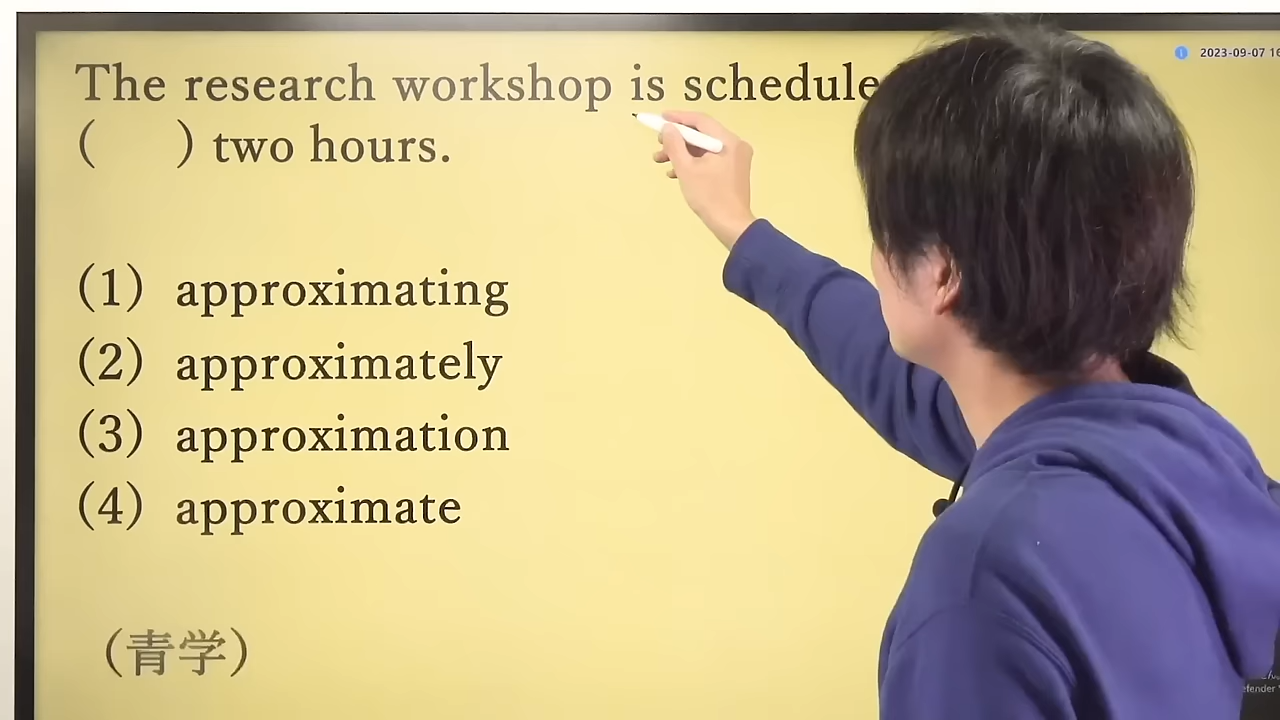 The research workshop is schedule
( ) two hours.
(1) approximating
(2) approximately
(3) approximation
(4) approximate
(青学)
2023-09-07 16